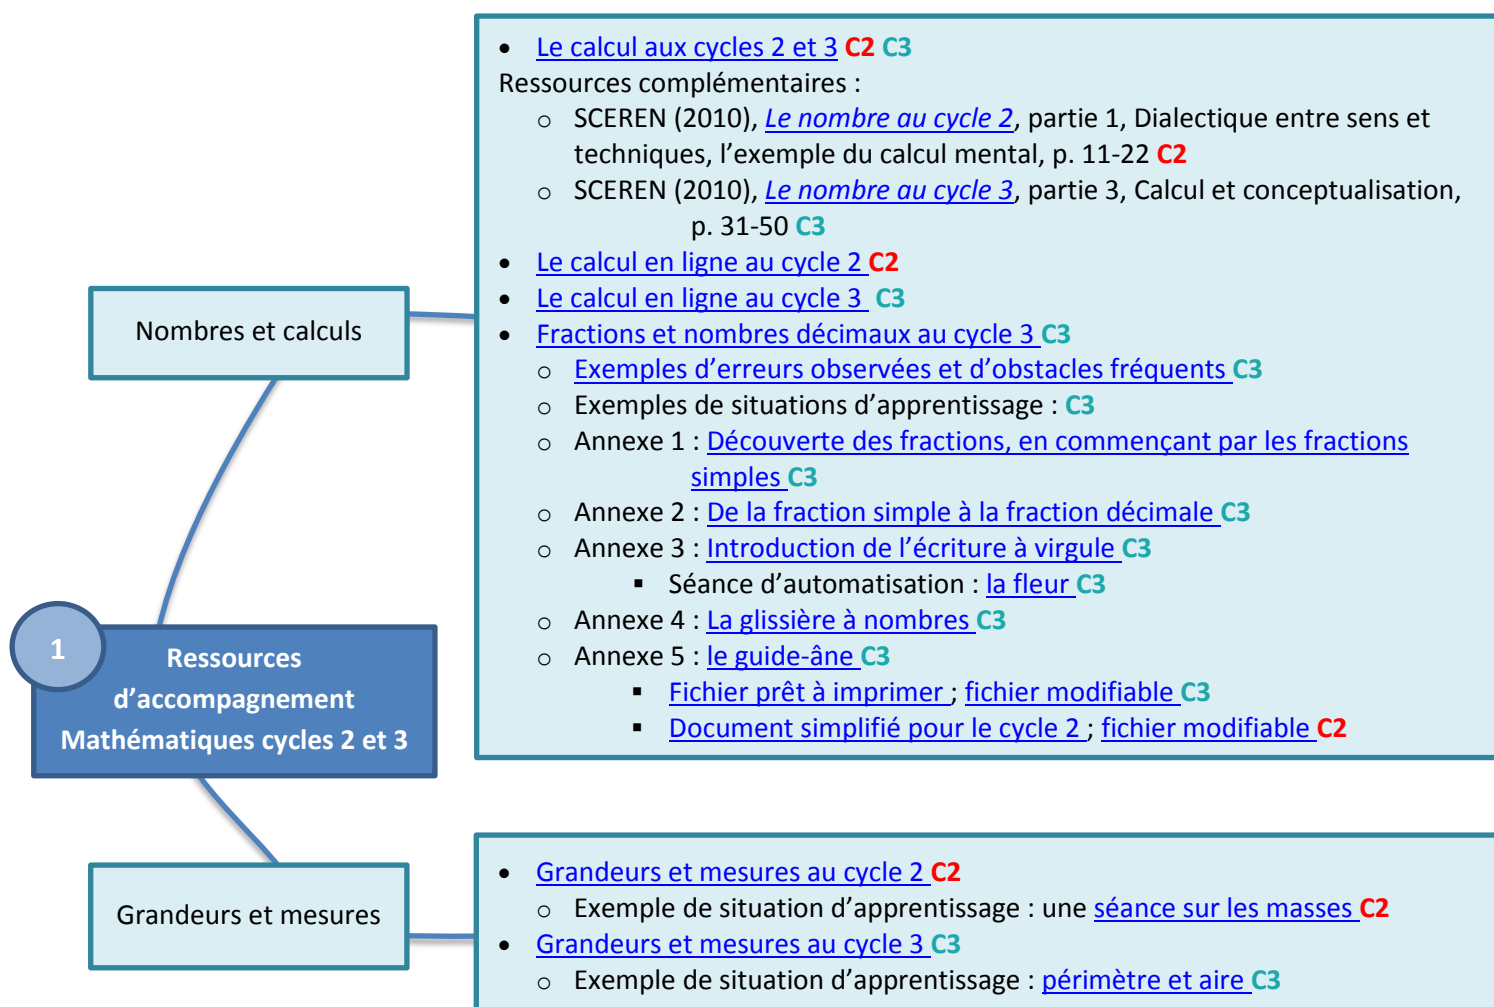 • Le calcul aux cycles 2 et 3 C2 C3
Ressources complémentaires :
o SCEREN (2010), Le nombre au cycle 2, partie 1, Dialectique entre sens et
techniques, l’exemple du calcul mental, p. 11-22 C2
o SCEREN (2010), Le nombre au cycle 3, partie 3, Calcul et conceptualisation,
p. 31-50 C3
• Le calcul en ligne au cycle 2 C2
• Le calcul en ligne au cycle 3 C3
• Fractions et nombres décimaux au cycle 3 C3
o Exemples d’erreurs observées et d’obstacles fréquents C3
o Exemples de situations d’apprentissage : C3
o Annexe 1 : Découverte des fractions, en commençant par les fractions
simples C3
o Annexe 2 : De la fraction simple à la fraction décimale C3
o Annexe 3 : Introduction de l’écriture à virgule C3
▪ Séance d’automatisation : la fleur C3
o Annexe 4 : La glissière à nombres C3
o Annexe 5 : le guide-âne C3
▪ Fichier prêt à imprimer ; fichier modifiable C3
▪ Document simplifié pour le cycle 2 ; fichier modifiable C2
Nombres et calculs
1
Ressources
d’accompagnement
Mathématiques cycles 2 et 3
Grandeurs et mesures
• Grandeurs et mesures au cycle 2 C2
o Exemple de situation d’apprentissage : une séance sur les masses C2
• Grandeurs et mesures au cycle 3 C3
o Exemple de situation d’apprentissage : périmètre et aire C3